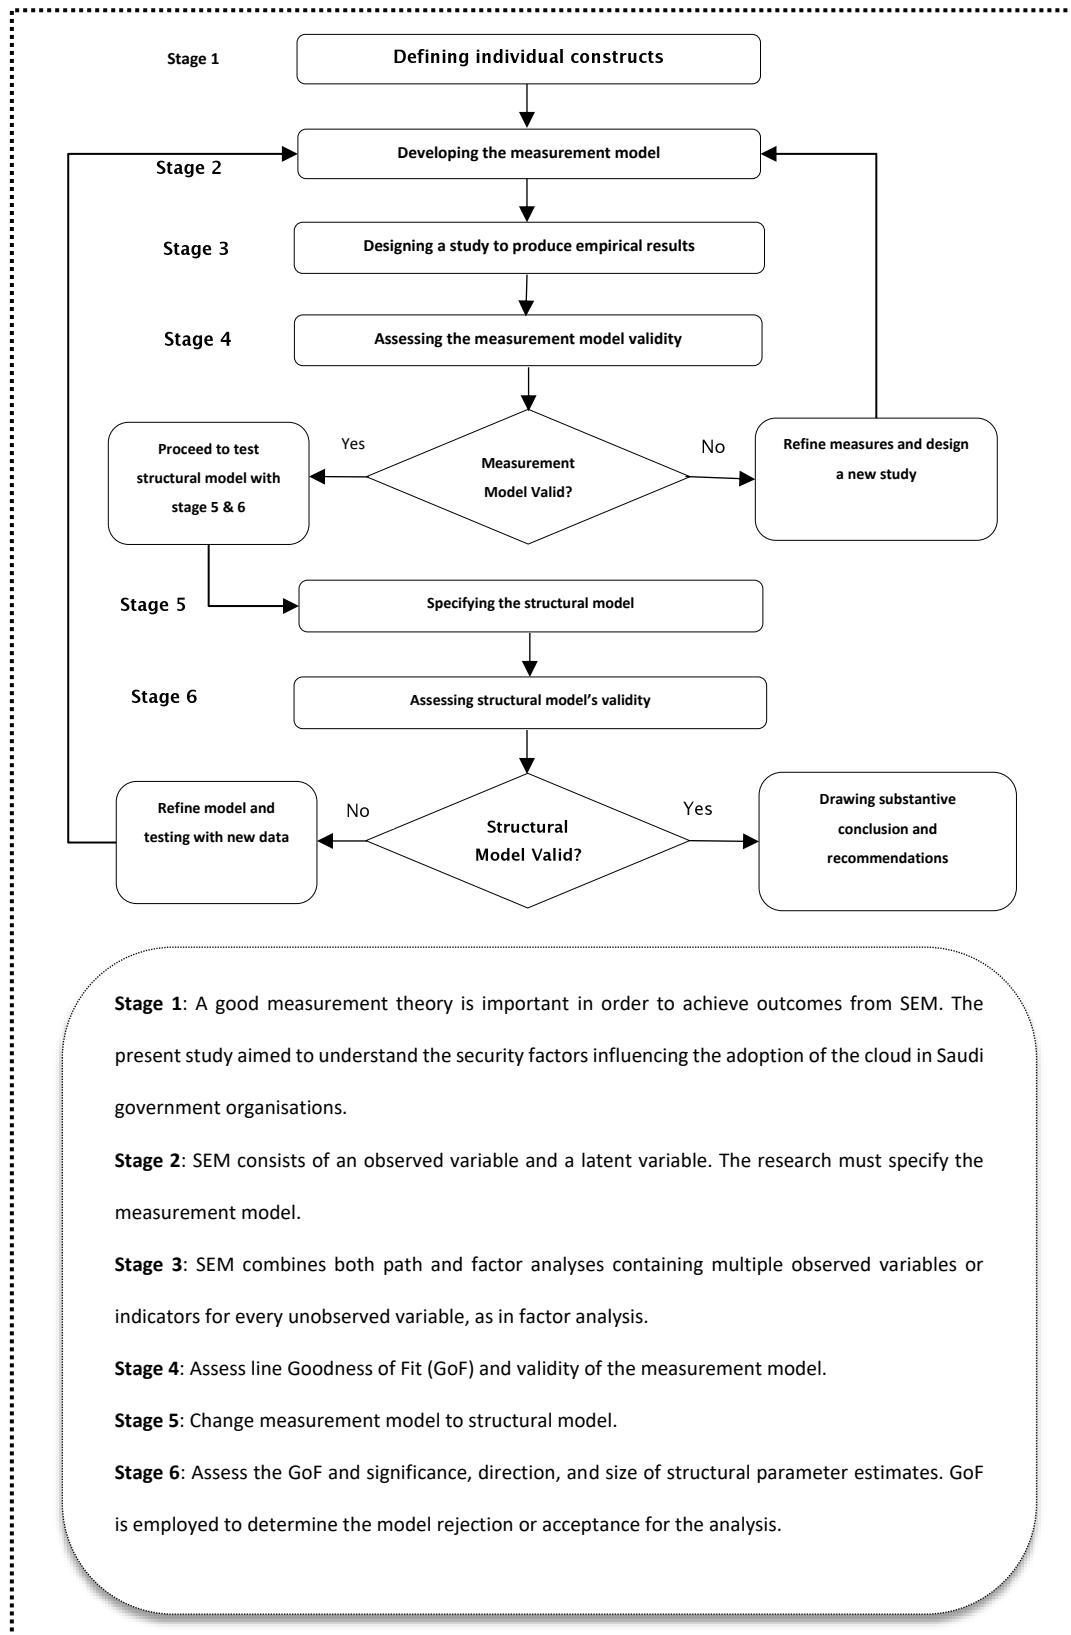 Stage 1
Defining individual constructs
Developing the measurement model
Stage 2
Stage 3
Designing a study to produce empirical results
Stage 4
Assessing the measurement model validity
Proceed to test
structural model with
stage 5 & 6
Yes
Measurement
Model Valid?
No
Refine measures and design
a new study
Stage 5
Specifying the structural model
Stage 6
Assessing structural model’s validity
Refine model and
testing with new data
No
Structural
Model Valid?
Yes
Drawing substantive
conclusion and
recommendations
Stage 1: A good measurement theory is important in order to achieve outcomes from SEM. The
present study aimed to understand the security factors influencing the adoption of the cloud in Saudi
government organisations.
Stage 2: SEM consists of an observed variable and a latent variable. The research must specify the
measurement model.
Stage 3: SEM combines both path and factor analyses containing multiple observed variables or
indicators for every unobserved variable, as in factor analysis.
Stage 4: Assess line Goodness of Fit (GoF) and validity of the measurement model.
Stage 5: Change measurement model to structural model.
Stage 6: Assess the GoF and significance, direction, and size of structural parameter estimates. GoF
is employed to determine the model rejection or acceptance for the analysis.